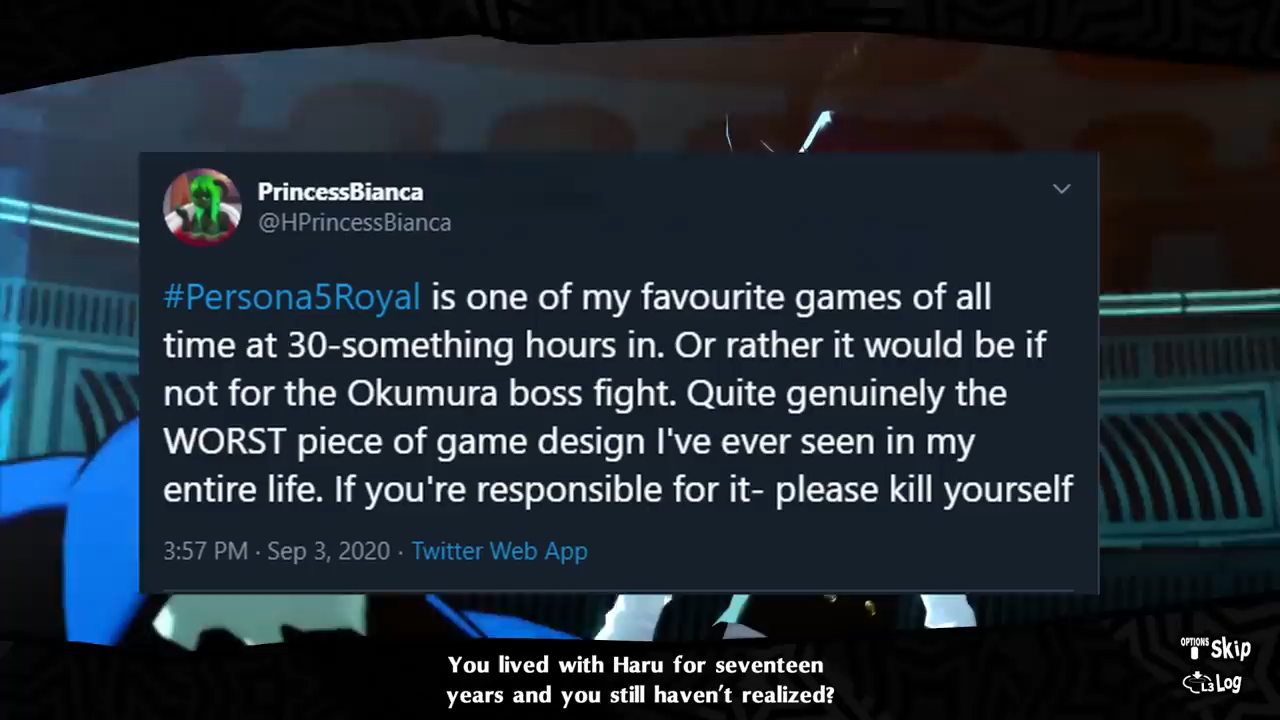 PrincessBianca
@HPrincessBianca
#Persona5Royal is one of my favourite games of all
time at 30-something hours in. Or rather it would be if
not for the Okumura boss fight. Quite genuinely the
WORST piece of game design I've ever seen in my
entire life. If you're responsible for it- please kill yourself
3:57 PM · Sep 3, 2020 · Twitter Web App
You lived with Haru for seventeen
years and you still haven't realized?
OPTIONS Skip
L3 Log